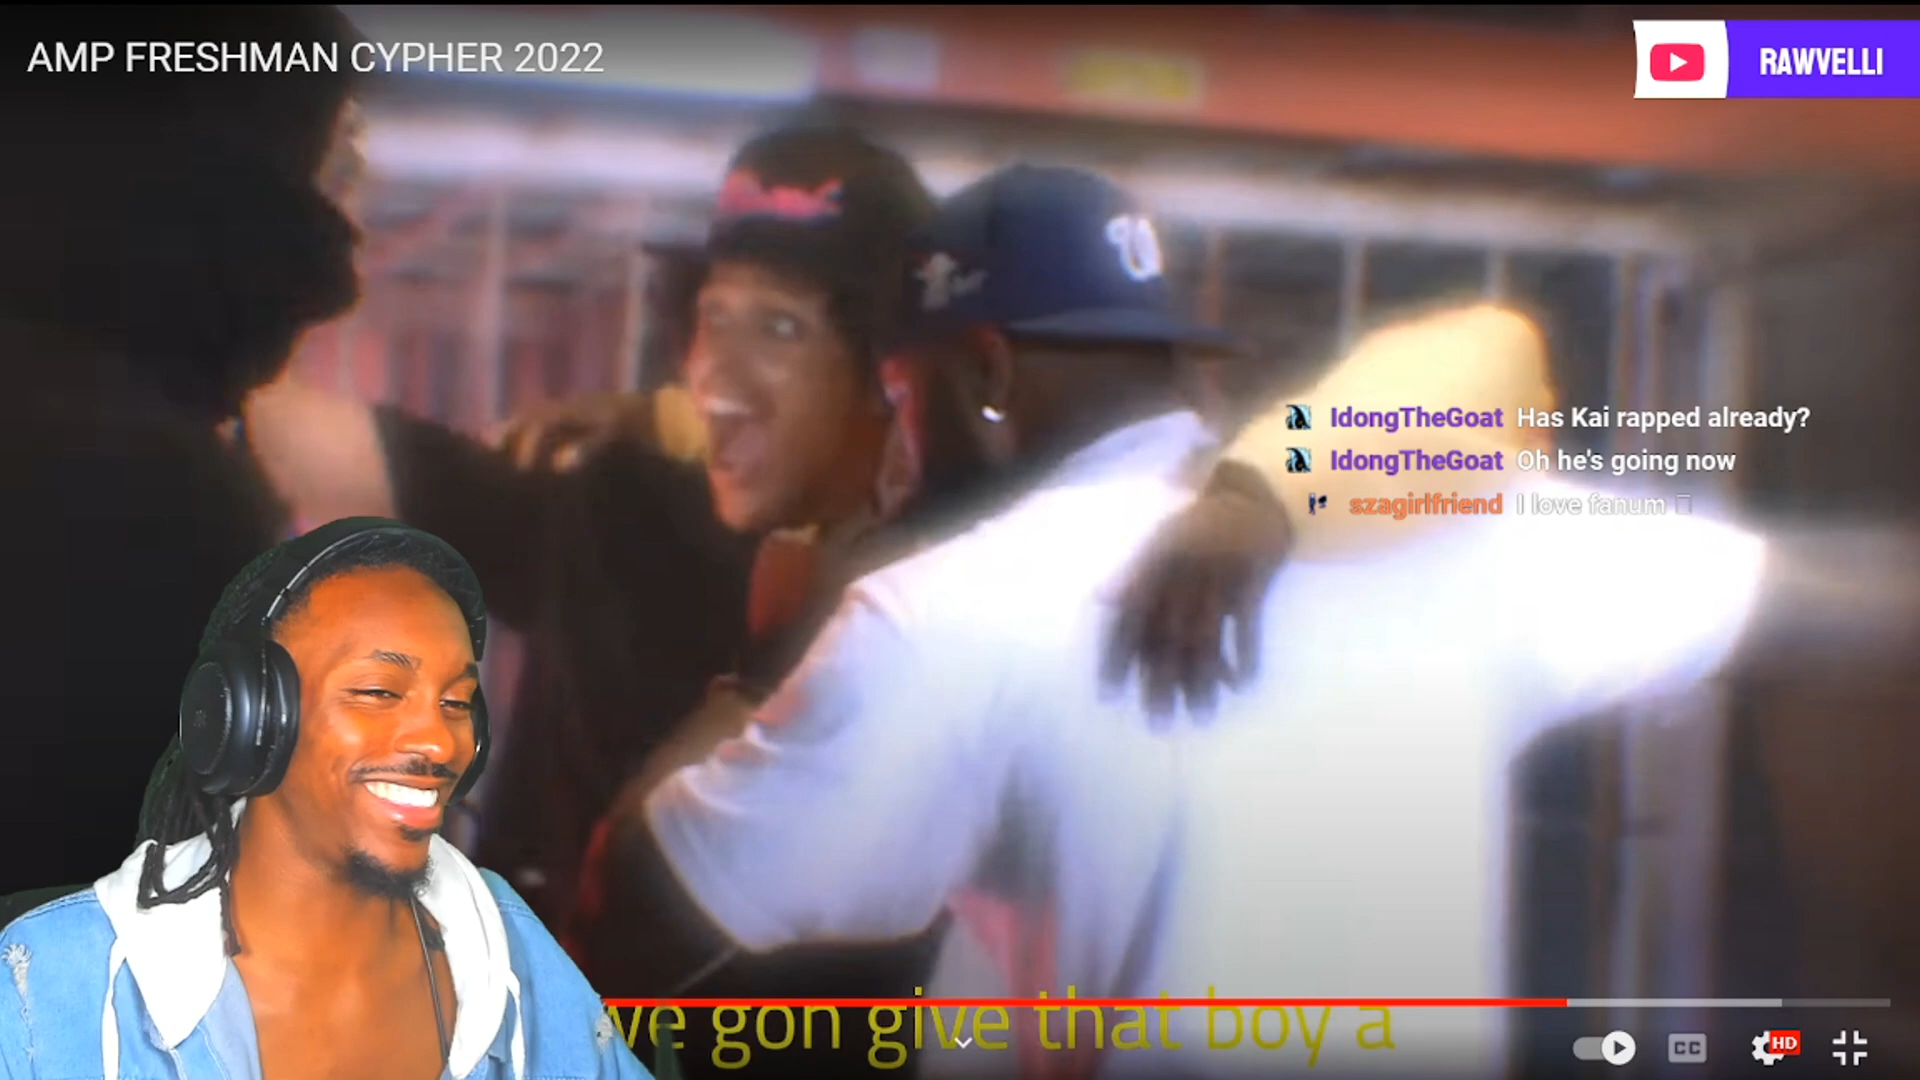 AMP FRESHMAN CYPHER 2022
RAWVELLI
IdongTheGoat Has Kai rapped already?
IdongTheGoat Oh he's going now
szagirlfriend I love fanum
we gon give that boy a
CC
HD